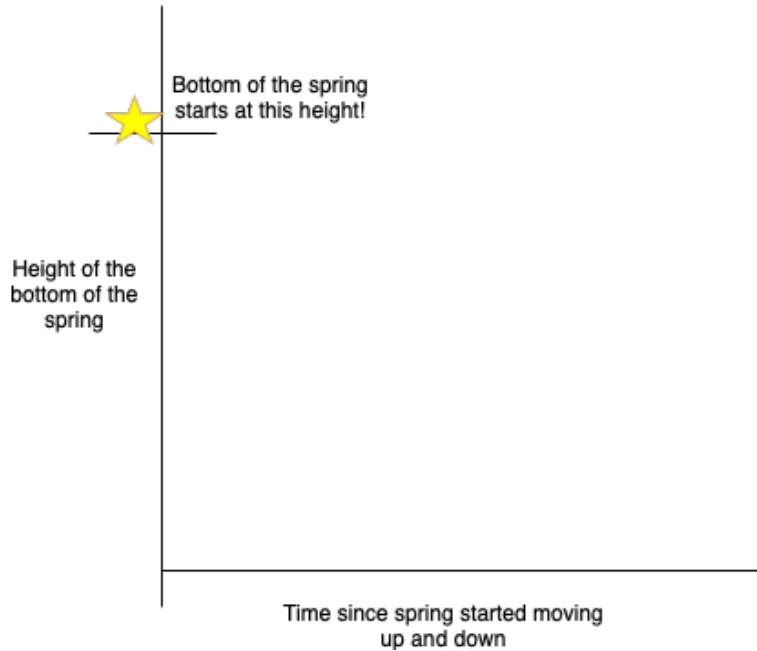 Bottom of the spring
starts at this height!
Height of the
bottom of the
spring
Time since spring started moving
up and down